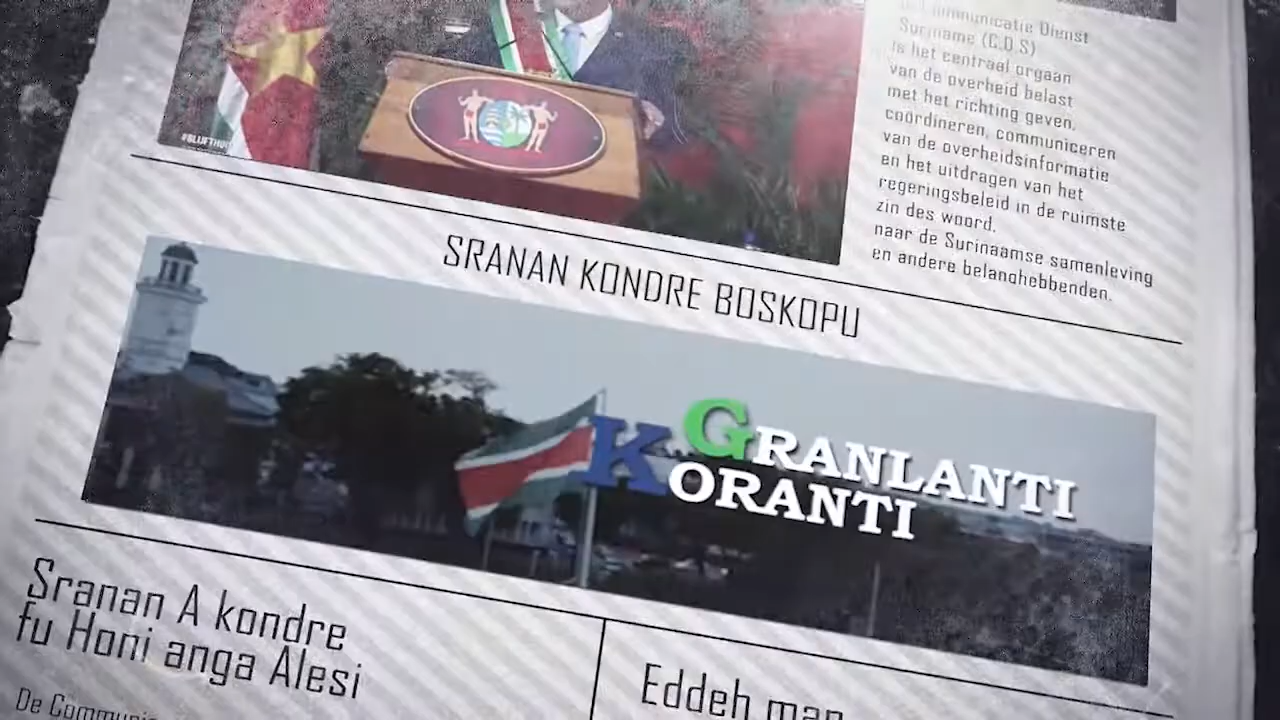 Communicatie Dienst
Suriname (C.D.S)
is het centraal orgaan
van de overheid belast
met het richting geven,
coördineren, communiceren
van de overheidsinformatie
en het uitdragen van het
regeringsbeleid in de ruimste
zin des woord.
naar de Surinaamse samenleving
en andere belanghebbenden.
SRANAN KONDRE BOSKOPU
GRANLANTI
KORANTI
Sranan A kondre
fu Honi anga Alesi
Eddeh man
De